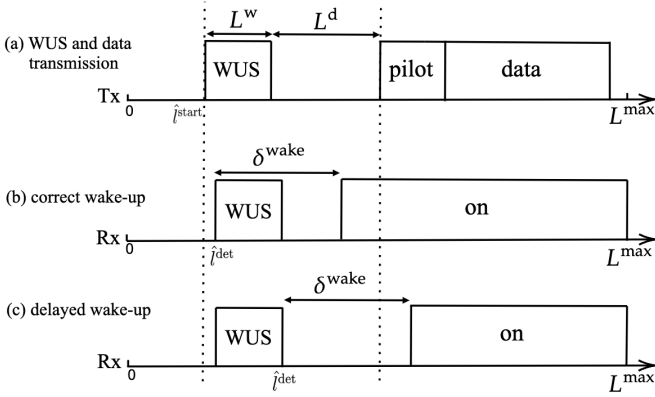 L^w L^d
(a) WUS and data
transmission
WUS pilot data
Tx 0 l̂^start L^max
δ^wake
(b) correct wake-up
WUS on
Rx 0 l̂^det L^max
δ^wake
(c) delayed wake-up
WUS on
Rx 0 l̂^det L^max